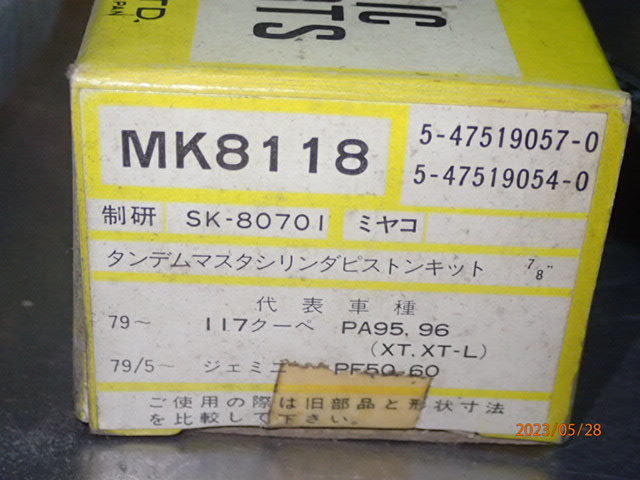 TD.
PAN
IC
RTS
MK8118
5-47519057-0
5-47519054-0
制研 SK-80701 ミヤコ
タンデムマスタシリンダピストンキット 7/8"
代表車種
79~ 117クーペ PA95, 96
(XT, XT-L)
79/5~ ジェミニ PF50 60
ご使用の際は旧部品と形状寸法
を比較して下さい。
2023/05/28